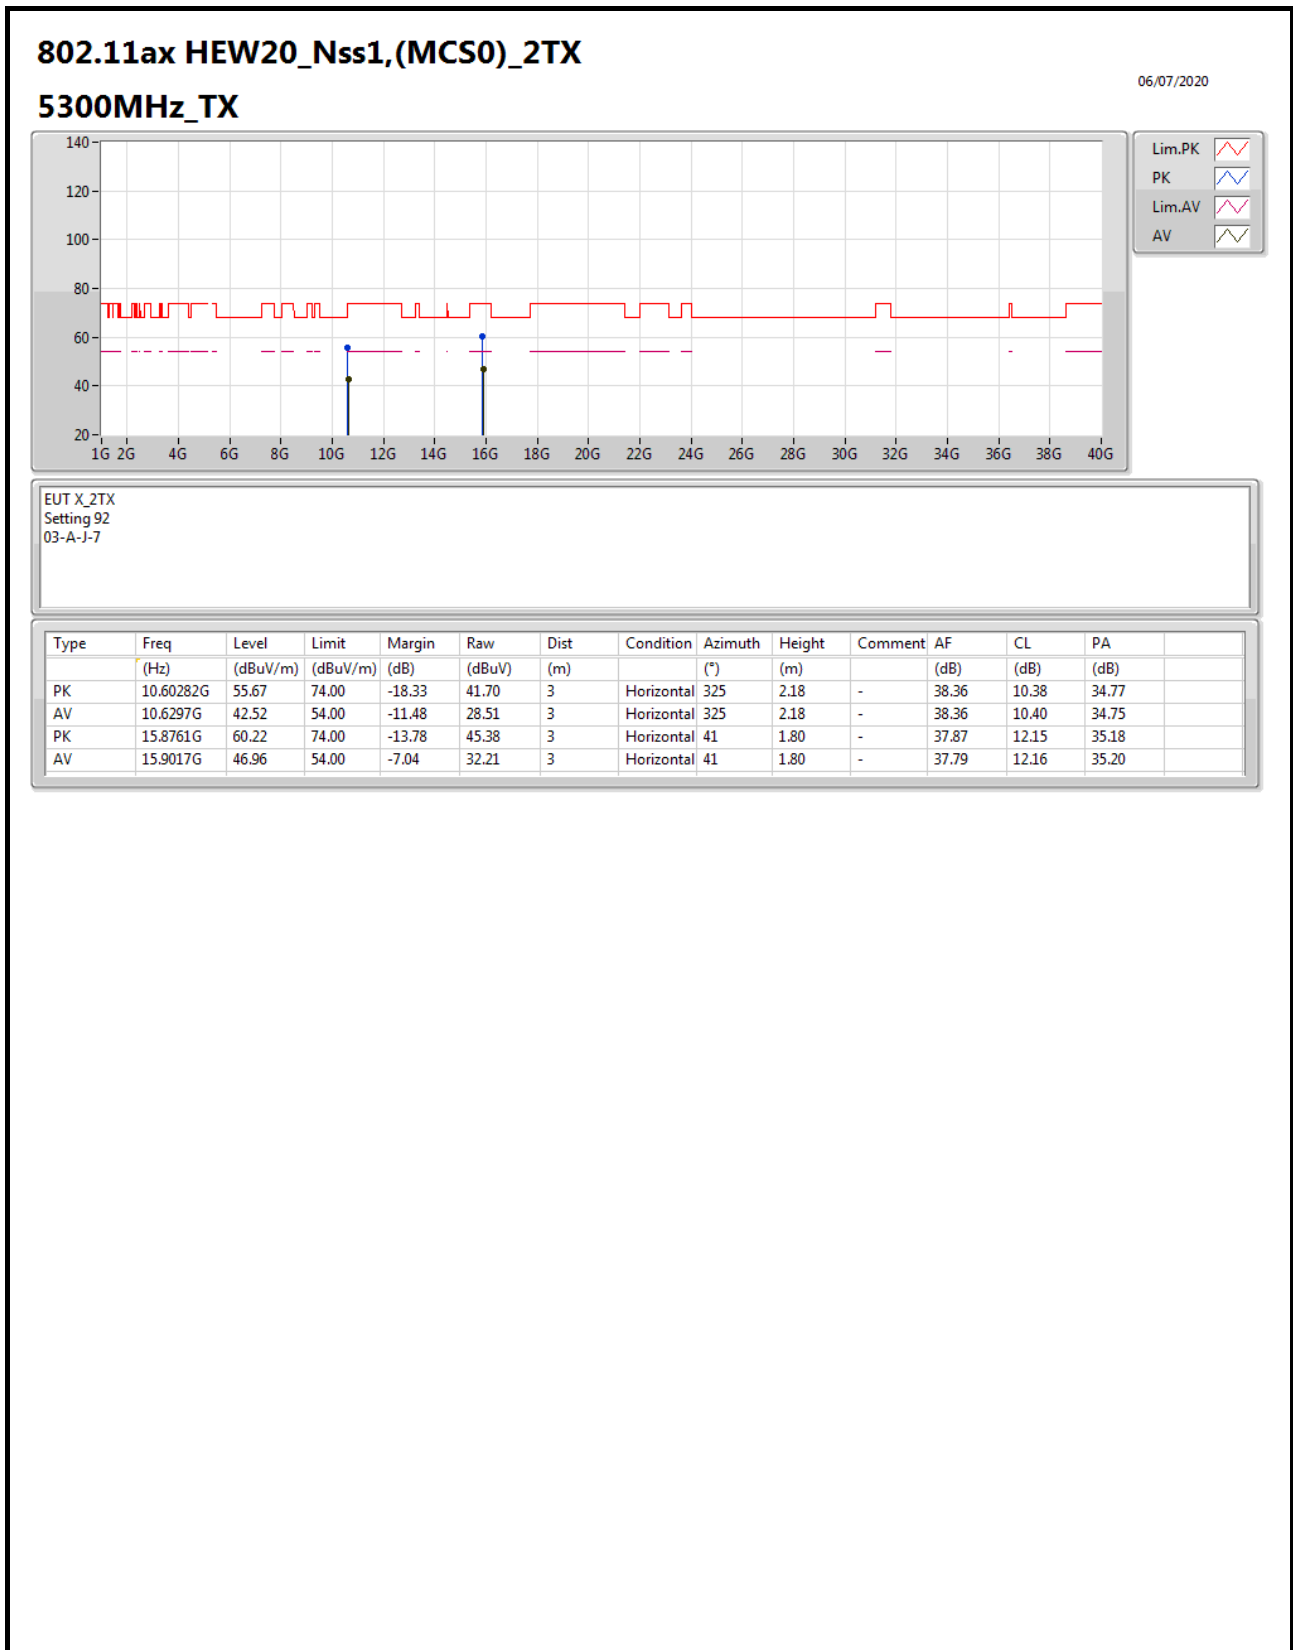 802.11ax HEW20_Nss1,(MCS0)_2TX
06/07/2020
5300MHz_TX
140
120
100
80
60
40
20
1G 2G 4G 6G 8G 10G 12G 14G 16G 18G 20G 22G 24G 26G 28G 30G 32G 34G 36G 38G 40G
Lim.PK
PK
Lim.AV
AV
EUT X_2TX
Setting 92
03-A-J-7
Type Freq Level Limit Margin Raw Dist Condition Azimuth Height Comment AF CL PA
(Hz) (dBuV/m) (dBuV/m) (dB) (dBuV) (m) (°) (m) (dB) (dB) (dB)
PK 10.60282G 55.67 74.00 -18.33 41.70 3 Horizontal 325 2.18 - 38.36 10.38 34.77
AV 10.6297G 42.52 54.00 -11.48 28.51 3 Horizontal 325 2.18 - 38.36 10.40 34.75
PK 15.8761G 60.22 74.00 -13.78 45.38 3 Horizontal 41 1.80 - 37.87 12.15 35.18
AV 15.9017G 46.96 54.00 -7.04 32.21 3 Horizontal 41 1.80 - 37.79 12.16 35.20